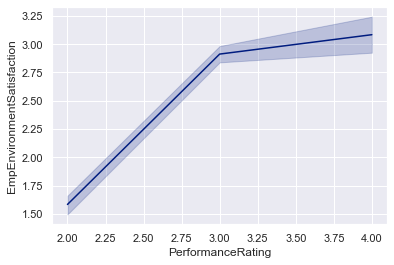 3.25
3.00
2.75
2.50
2.25
2.00
1.75
1.50
EmpEnvironmentSatisfaction
2.00 2.25 2.50 2.75 3.00 3.25 3.50 3.75 4.00
PerformanceRating